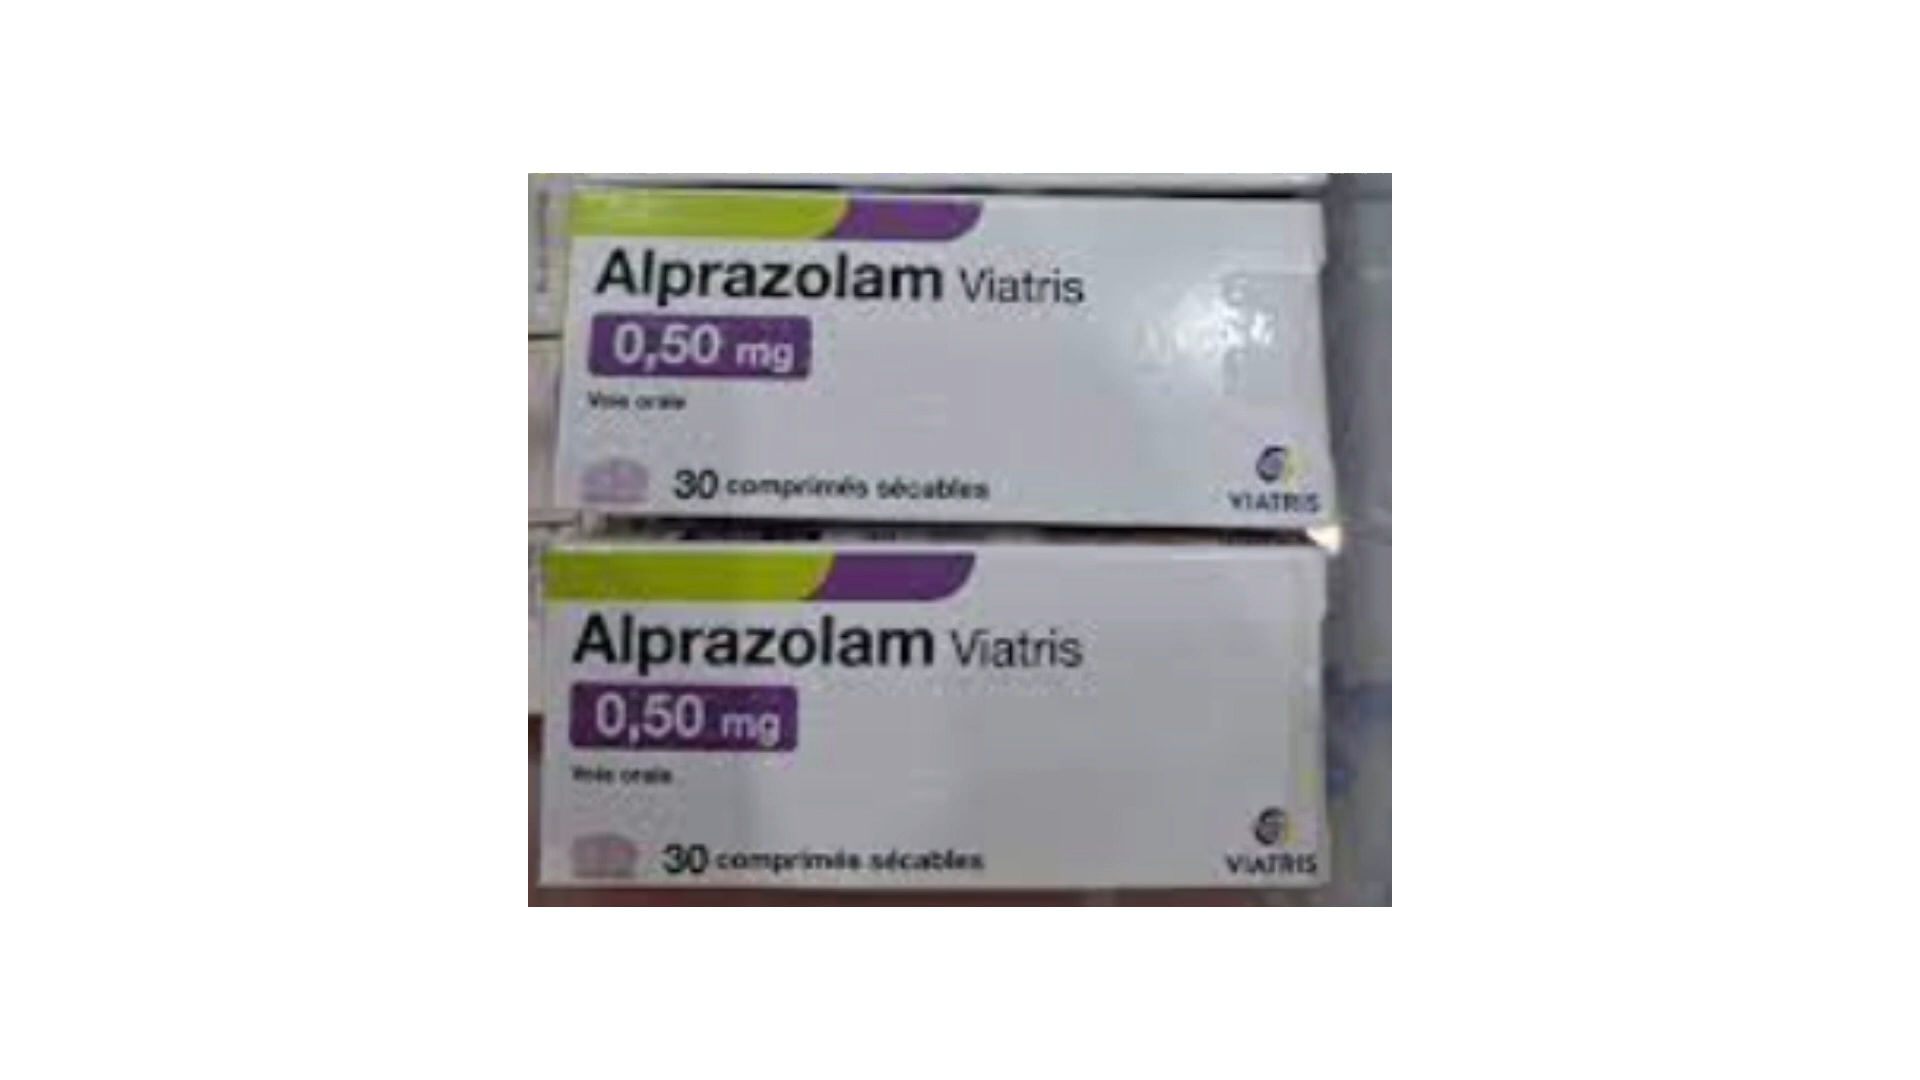 Alprazolam Viatris
0,50 mg
Voie orale
30 comprimés sécables
VIATRIS
Alprazolam Viatris
0,50 mg
Voie orale
30 comprimés sécables
VIATRIS